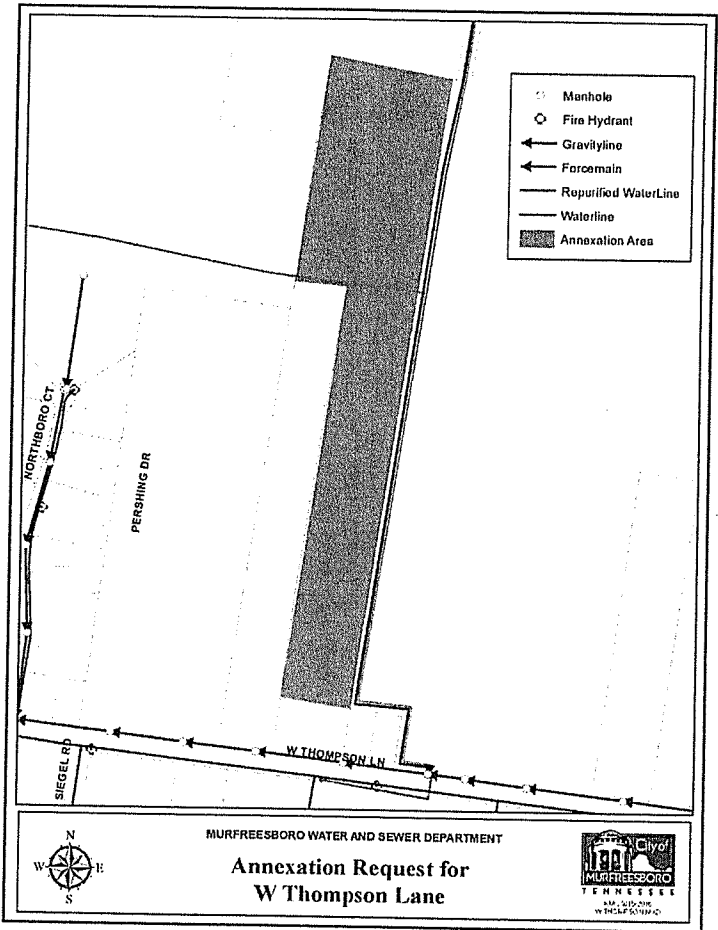 Manhole
Fire Hydrant
Gravityline
Forcemain
Repurified WaterLine
Waterline
Annexation Area
NORTHBORO CT
PERSHING DR
W THOMPSON LN
SIEGEL RD
N
W E
S
MURFREESBORO WATER AND SEWER DEPARTMENT
Annexation Request for
W Thompson Lane
City of
MURFREESBORO
TENNESSEE